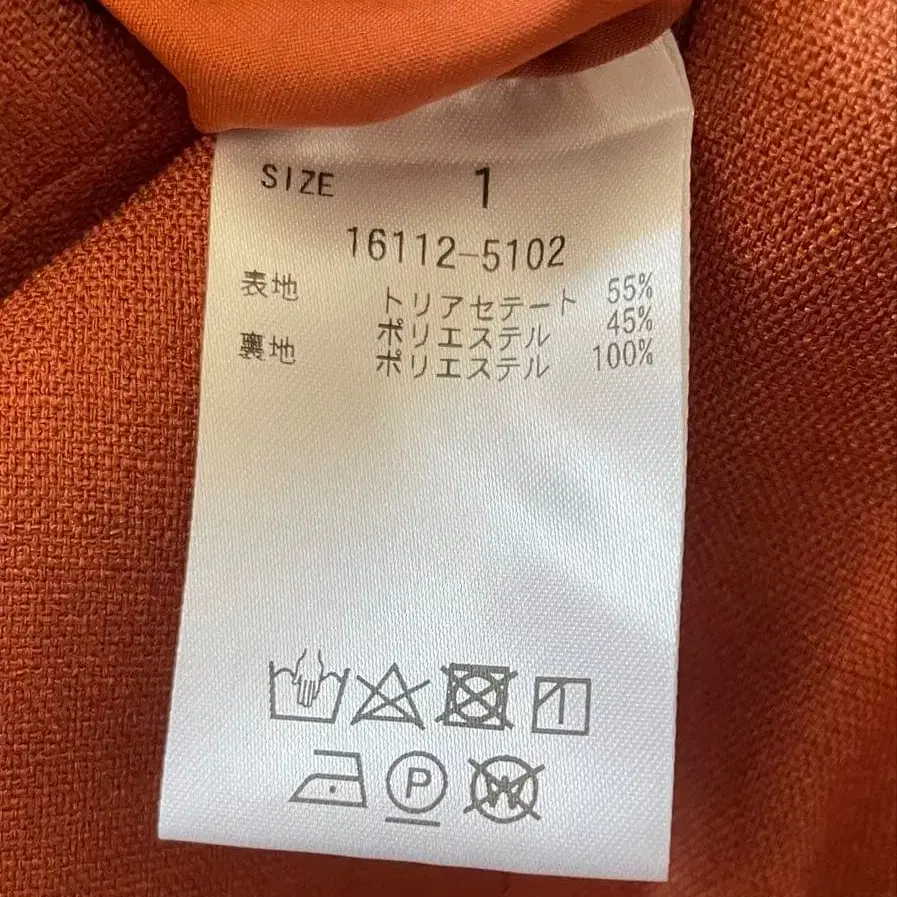 SIZE 1
16112-5102
表地 トリアセテート 55%
ポリエステル 45%
裏地 ポリエステル 100%
P
W